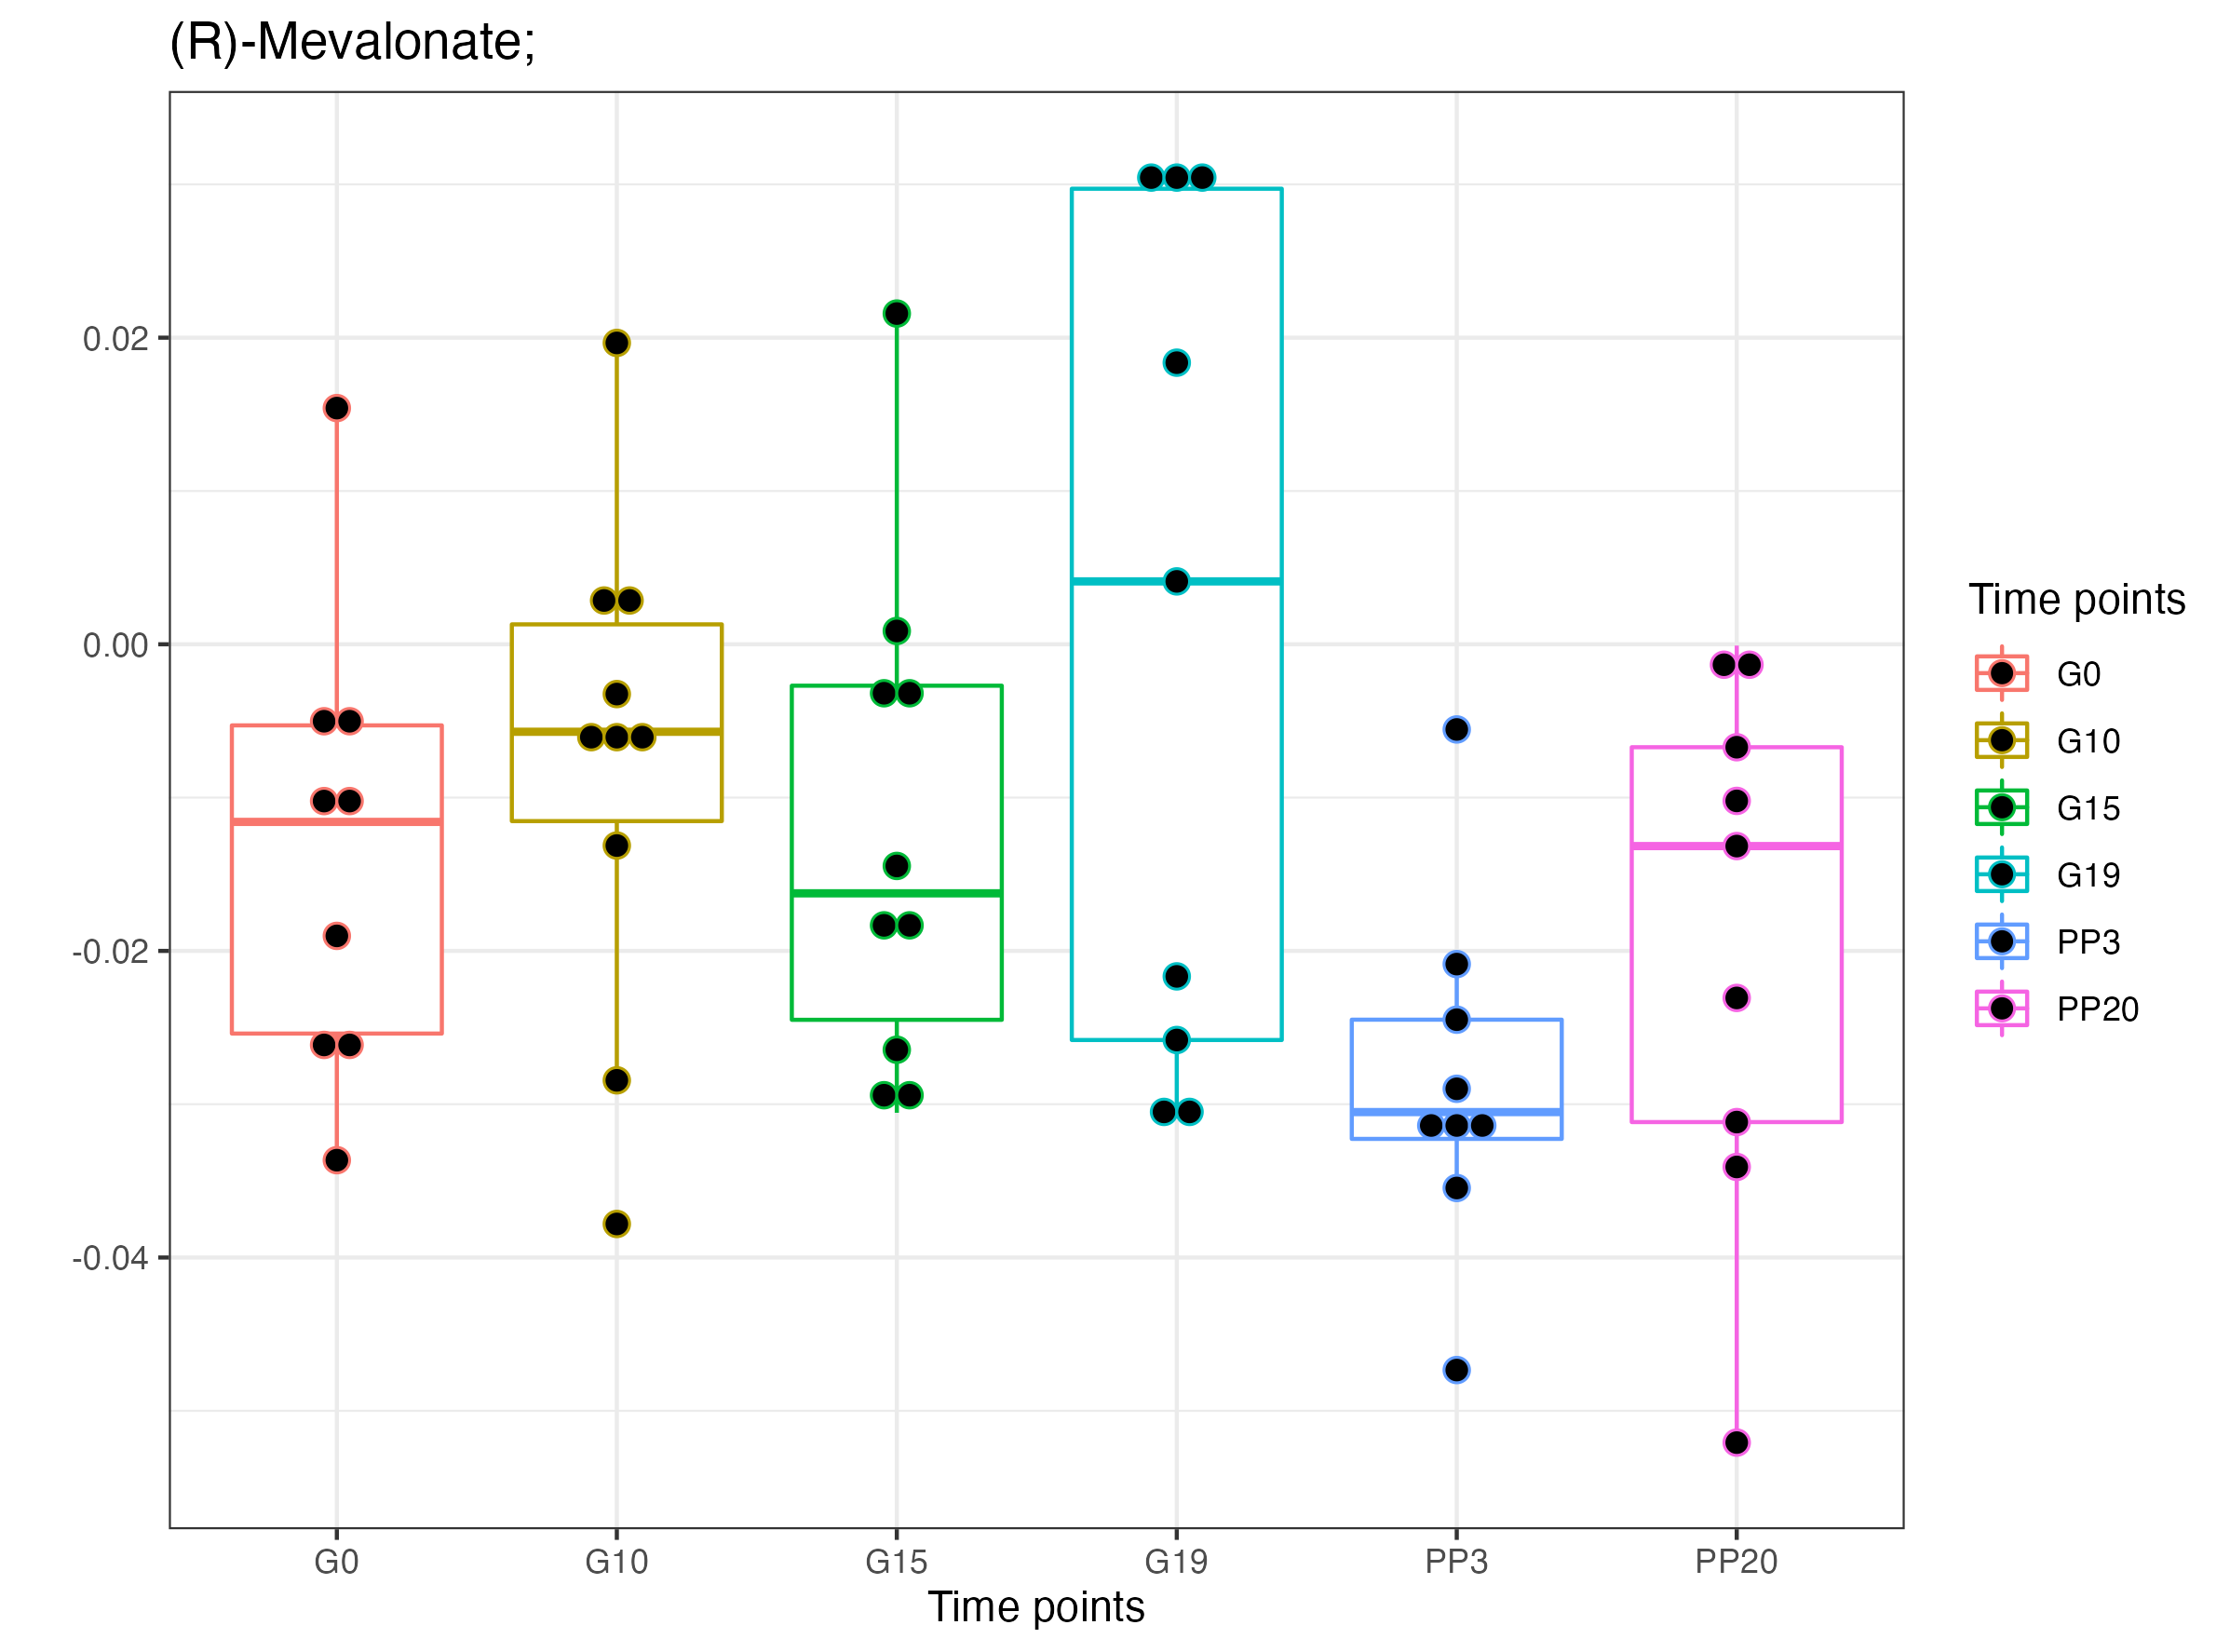 (R)-Mevalonate;
0.02
0.00
-0.02
-0.04
G0 G10 G15 G19 PP3 PP20
Time points
Time points
G0
G10
G15
G19
PP3
PP20